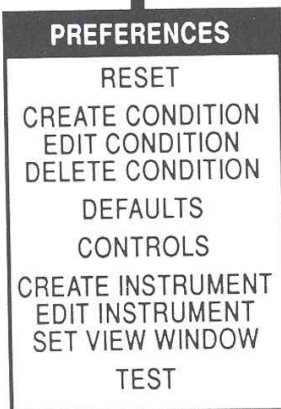 PREFERENCES
RESET
CREATE CONDITION
EDIT CONDITION
DELETE CONDITION
DEFAULTS
CONTROLS
CREATE INSTRUMENT
EDIT INSTRUMENT
SET VIEW WINDOW
TEST